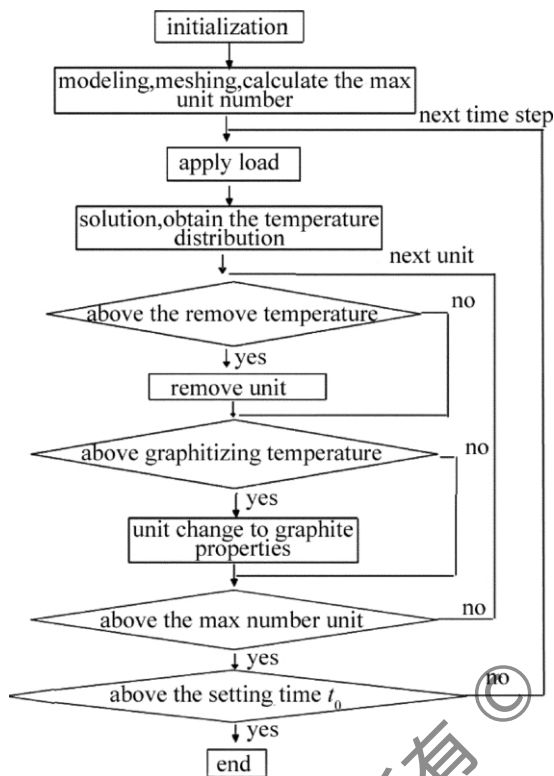 initialization
modeling,meshing,calculate the max
unit number
next time step
apply load
solution,obtain the temperature
distribution
next unit
above the remove temperature
no
yes
remove unit
above graphitizing temperature
no
yes
unit change to graphite
properties
above the max number unit
no
yes
above the setting time t₀
no
yes
end
有 ©